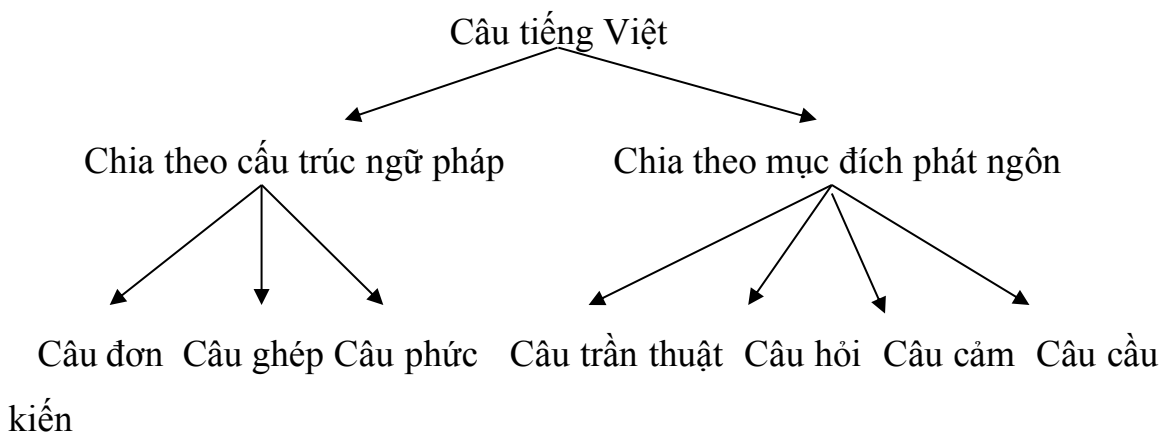 Câu tiếng Việt
Chia theo cấu trúc ngữ pháp Chia theo mục đích phát ngôn
Câu đơn Câu ghép Câu phức Câu trần thuật Câu hỏi Câu cảm Câu cầu
kiến